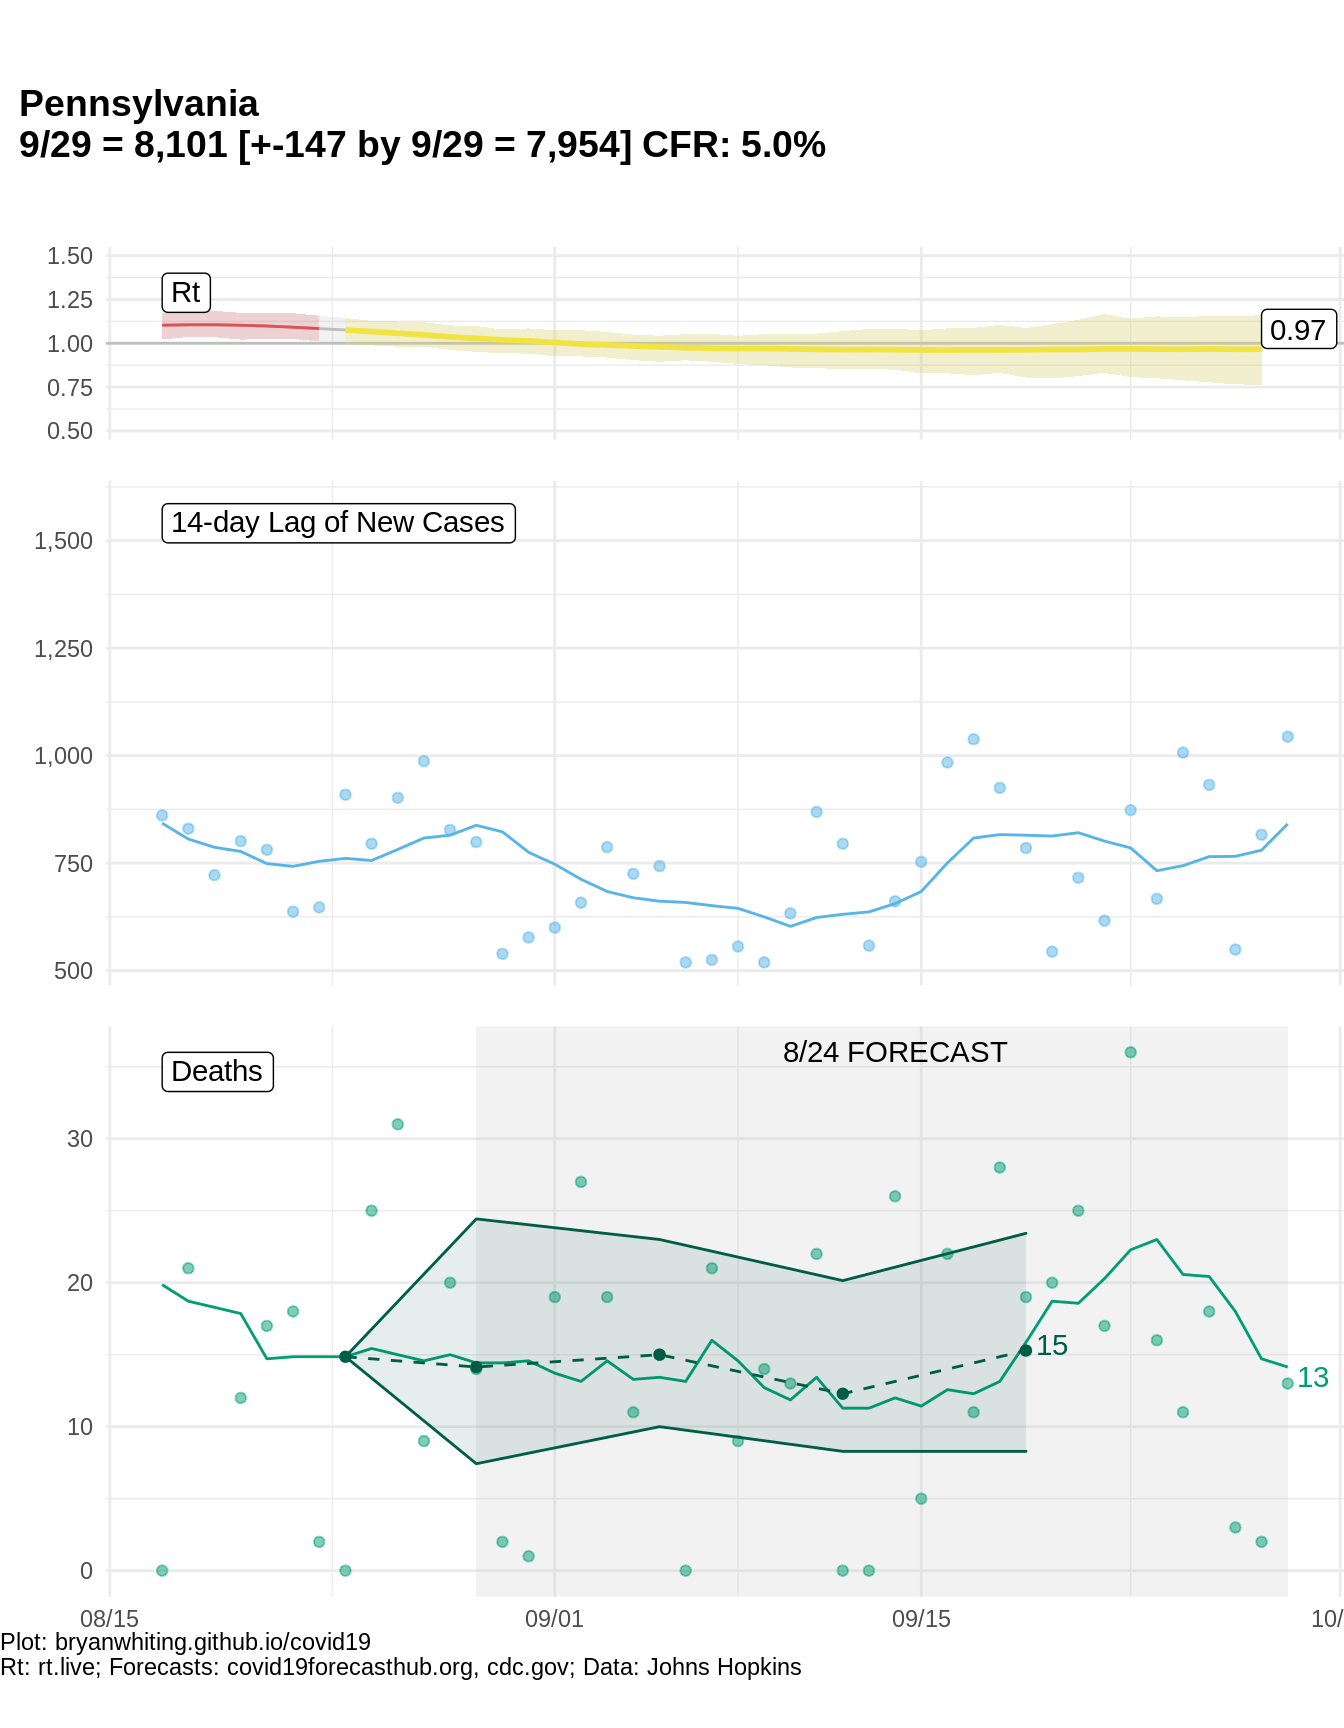 Pennsylvania
9/29 = 8,101 [+-147 by 9/29 = 7,954] CFR: 5.0%
1.50
Rt
1.25
0.97
1.00
0.75
0.50
14-day Lag of New Cases
1,500
1,250
1,000
750
500
8/24 FORECAST
Deaths
30
20
15
13
10
0
08/15 09/01 09/15 10/
Plot: bryanwhiting.github.io/covid19
Rt: rt.live; Forecasts: covid19forecasthub.org, cdc.gov; Data: Johns Hopkins